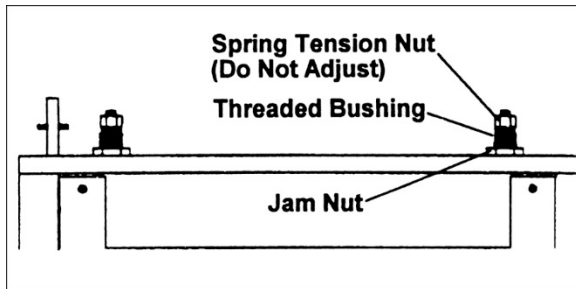 Spring Tension Nut
(Do Not Adjust)
Threaded Bushing
Jam Nut